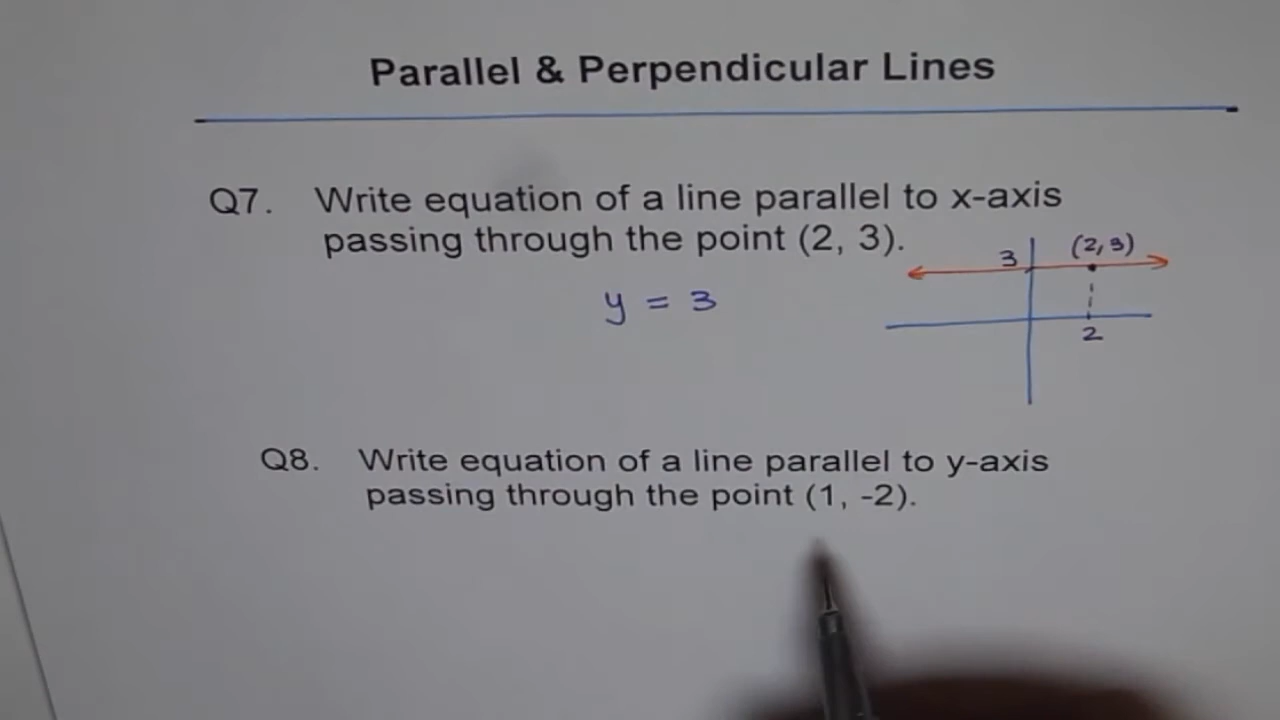 Parallel & Perpendicular Lines
Q7. Write equation of a line parallel to x-axis
passing through the point (2, 3).
3 (2,3)
y = 3
2
Q8. Write equation of a line parallel to y-axis
passing through the point (1, -2).